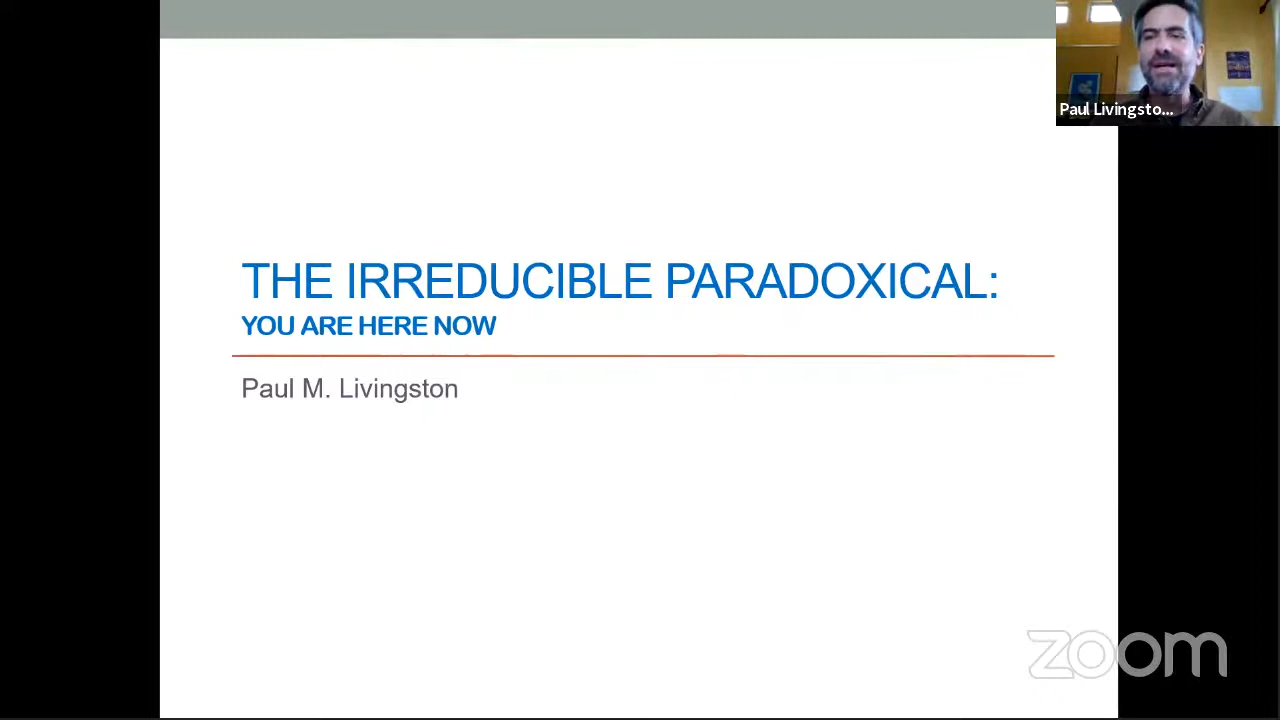 Paul Livingsto...
THE IRREDUCIBLE PARADOXICAL:
YOU ARE HERE NOW
Paul M. Livingston
zoom